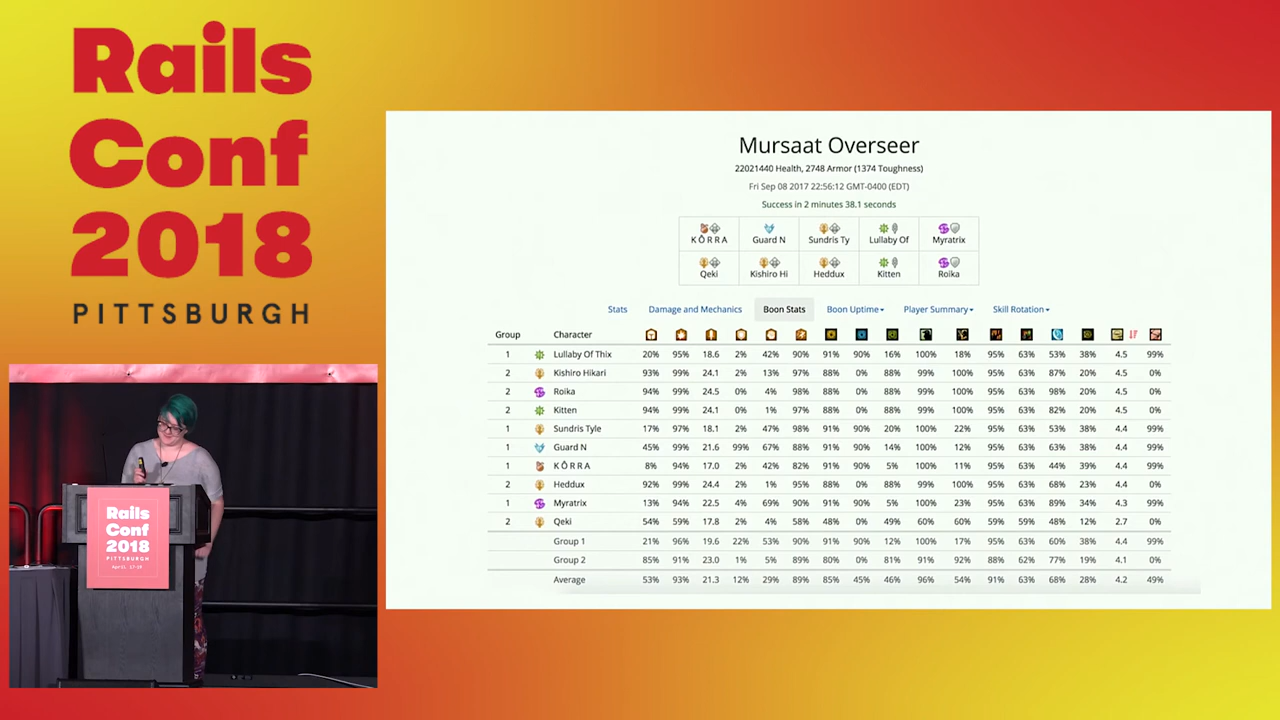 Rails
Conf
2018
PITTSBURGH
Rails
Conf
2018
PITTSBURGH
April, 17-19
Mursaat Overseer
22021440 Health, 2748 Armor (1374 Toughness)
Fri Sep 08 2017 22:56:12 GMT-0400 (EDT)
Success in 2 minutes 38.1 seconds
K Ô R R A Guard N Sundris Ty Lullaby Of Myratrix
Qeki Kishiro Hi Heddux Kitten Roika
Stats Damage and Mechanics Boon Stats Boon Uptime Player Summary Skill Rotation
Group Character
1 Lullaby Of Thix 20% 95% 18.6 2% 42% 90% 91% 90% 16% 100% 18% 95% 63% 53% 38% 4.5 99%
2 Kishiro Hikari 93% 99% 24.1 2% 13% 97% 88% 0% 88% 99% 100% 95% 63% 87% 20% 4.5 0%
2 Roika 94% 99% 24.5 0% 4% 98% 88% 0% 88% 99% 100% 95% 63% 98% 20% 4.5 0%
2 Kitten 94% 99% 24.1 0% 1% 97% 88% 0% 88% 99% 100% 95% 63% 82% 20% 4.5 0%
1 Sundris Tyle 17% 97% 18.1 2% 47% 98% 91% 90% 20% 100% 22% 95% 63% 53% 38% 4.4 99%
1 Guard N 45% 99% 21.6 99% 67% 88% 91% 90% 14% 100% 12% 95% 63% 63% 38% 4.4 99%
1 K Ô R R A 8% 94% 17.0 2% 42% 82% 91% 90% 5% 100% 11% 95% 63% 44% 39% 4.4 99%
2 Heddux 92% 99% 24.4 2% 1% 95% 88% 0% 88% 99% 100% 95% 63% 68% 23% 4.4 0%
1 Myratrix 13% 94% 22.5 4% 69% 90% 91% 90% 5% 100% 23% 95% 63% 89% 34% 4.3 99%
2 Qeki 54% 59% 17.8 2% 4% 58% 48% 0% 49% 60% 60% 59% 59% 48% 12% 2.7 0%
Group 1 21% 96% 19.6 22% 53% 90% 91% 90% 12% 100% 17% 95% 63% 60% 38% 4.4 99%
Group 2 85% 91% 23.0 1% 5% 89% 80% 0% 81% 91% 92% 88% 62% 77% 19% 4.1 0%
Average 53% 93% 21.3 12% 29% 89% 85% 45% 46% 96% 54% 91% 63% 68% 28% 4.2 49%